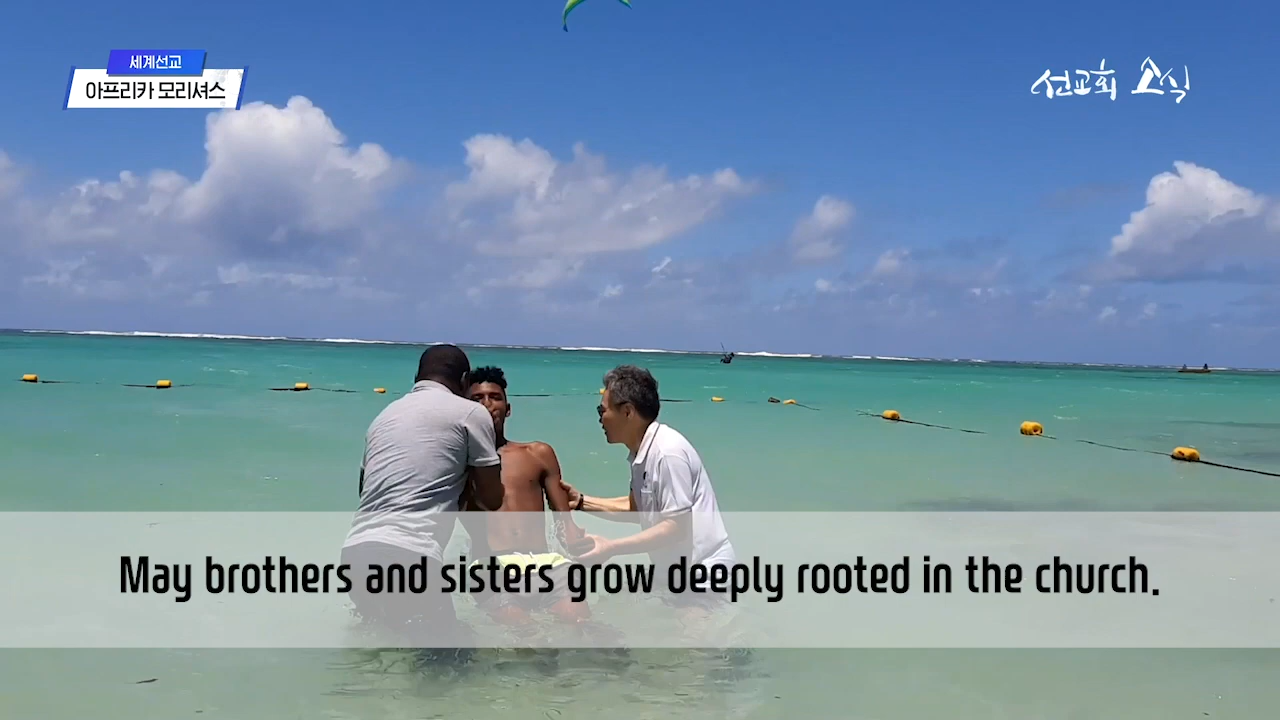 세계선교
아프리카 모리셔스
선교회 소식
May brothers and sisters grow deeply rooted in the church.